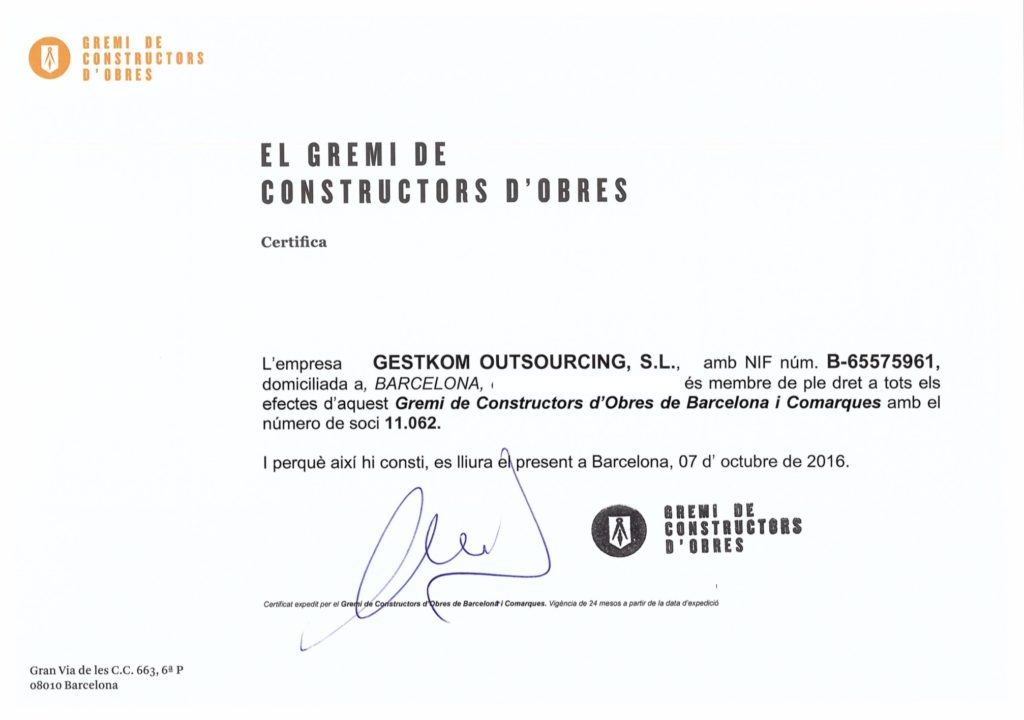 GREMI DE
CONSTRUCTORS
D'OBRES
EL GREMI DE
CONSTRUCTORS D'OBRES
Certifica
L'empresa GESTKOM OUTSOURCING, S.L., amb NIF núm. B-65575961,
domiciliada a, BARCELONA, és membre de ple dret a tots els
efectes d'aquest Gremi de Constructors d'Obres de Barcelona i Comarques amb el
número de soci 11.062.
I perquè així hi consti, es lliura el present a Barcelona, 07 d' octubre de 2016.
GREMI DE
CONSTRUCTORS
D'OBRES
Certificat expedit per el Gremi de Constructors d'Obres de Barcelona i Comarques. Vigència de 24 mesos a partir de la data d'expedició
Gran Via de les C.C. 663, 6ª P
08010 Barcelona